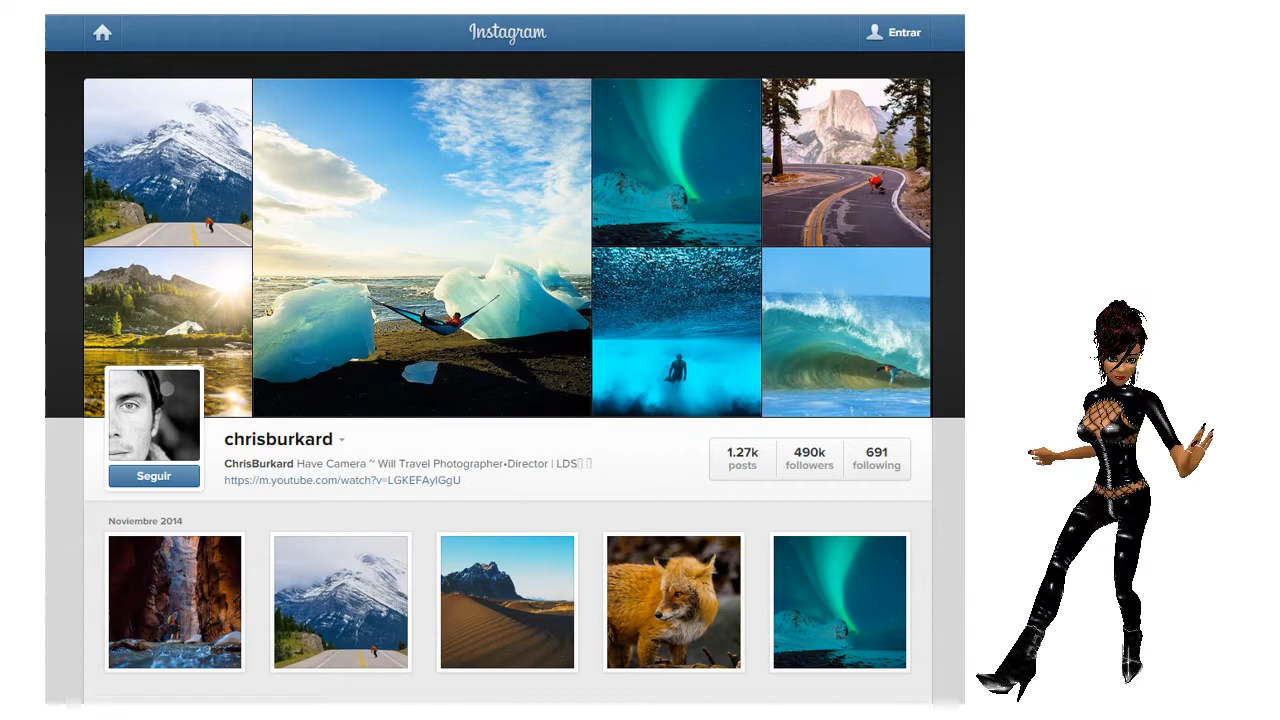 Instagram
Entrar
chrisburkard
ChrisBurkard Have Camera ~ Will Travel Photographer•Director | LDS
https://m.youtube.com/watch?v=LGKEFAyIGgU
Seguir
1.27k
posts
490k
followers
691
following
Noviembre 2014